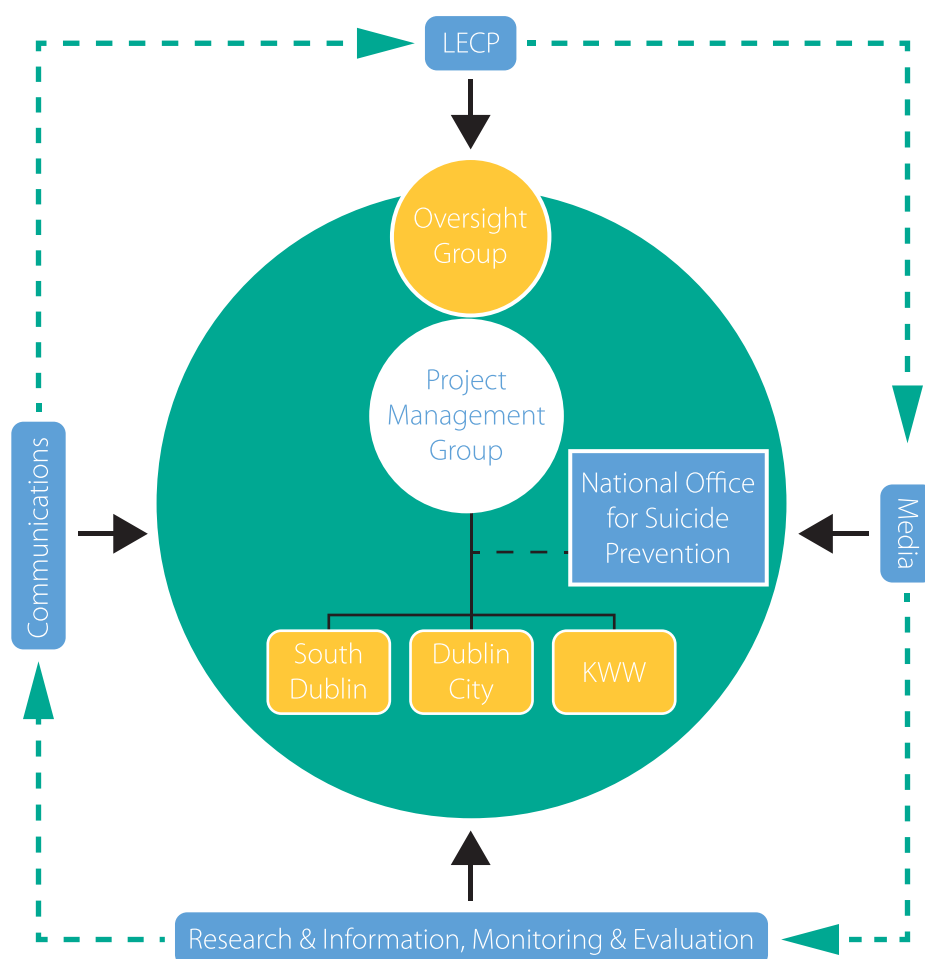 LECP
Oversight
Group
Project
Management
Group
National Office
for Suicide
Prevention
Communications
Media
South
Dublin
Dublin
City
KWW
Research & Information, Monitoring & Evaluation